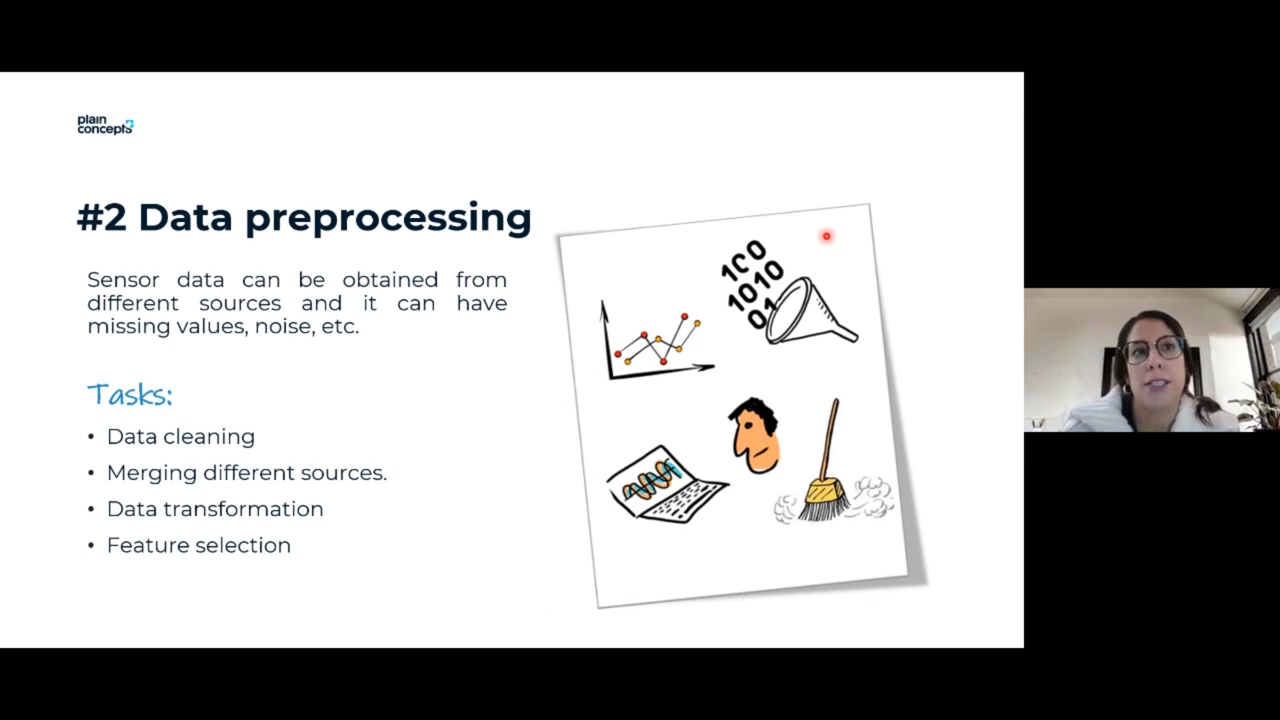 plain
concepts
#2 Data preprocessing
Sensor data can be obtained from
different sources and it can have
missing values, noise, etc.
Tasks:
• Data cleaning
• Merging different sources.
• Data transformation
• Feature selection
100
1010
01